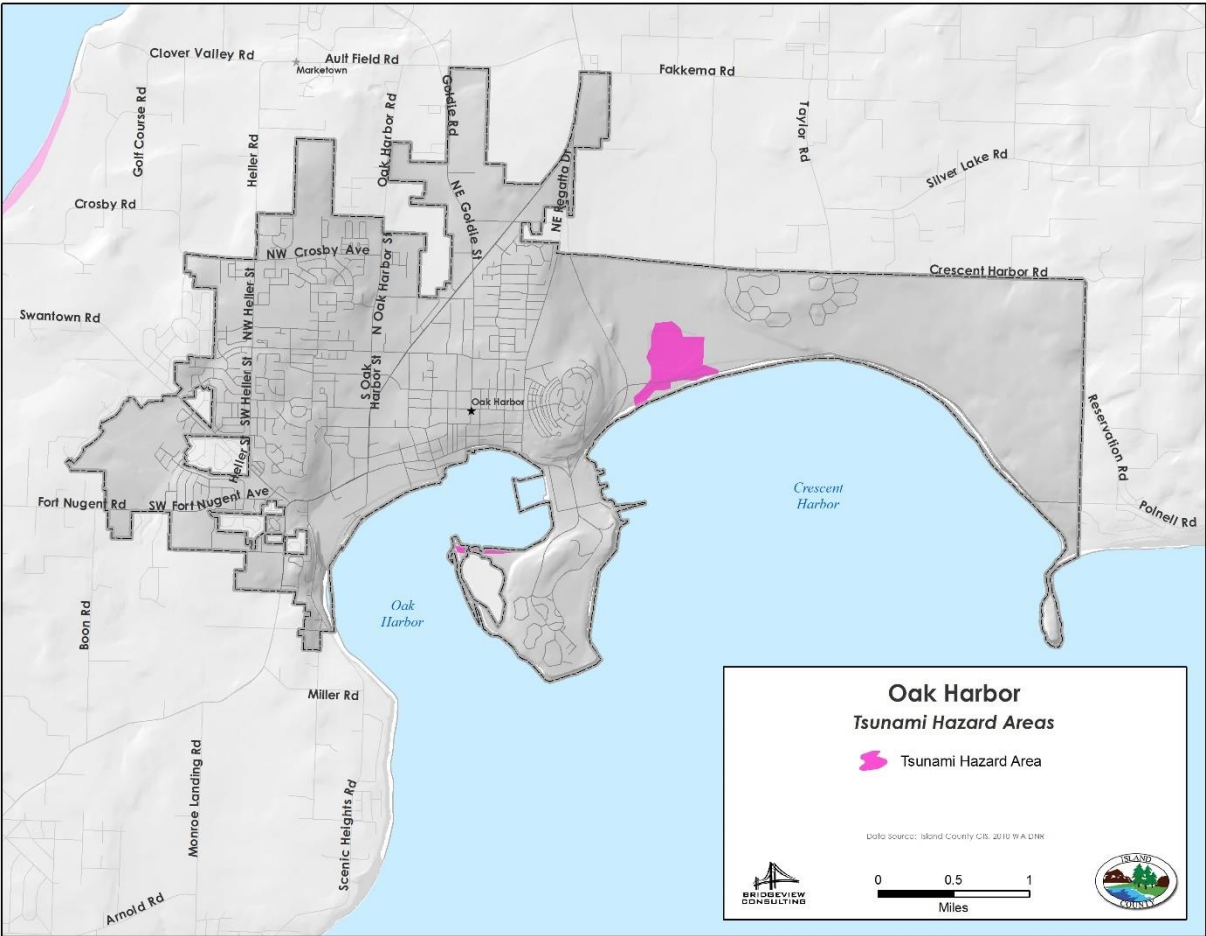 Clover Valley Rd
Ault Field Rd
Marketown
Fakkema Rd
Goldie Rd
Golf Course Rd
Heller Rd
Oak Harbor Rd
Taylor Rd
NE Regatta Dr
Silver Lake Rd
Crosby Rd
NE Goldie St
NW Crosby Ave
N Oak Harbor St
Crescent Harbor Rd
NW Heller St
Swantown Rd
S Oak
Harbor St
SW Heller St
Oak Harbor
Reservation Rd
Heller St
Fort Nugent Rd
SW Fort Nugent Ave
Crescent
Harbor
Polnell Rd
Oak
Harbor
Boon Rd
Miller Rd
Monroe Landing Rd
Scenic Heights Rd
Arnold Rd
Oak Harbor
Tsunami Hazard Areas
Tsunami Hazard Area
Data Source: Island County GIS, 2010 WA DNR
BRIDGEVIEW
CONSULTING
0 0.5 1
Miles
ISLAND
COUNTY